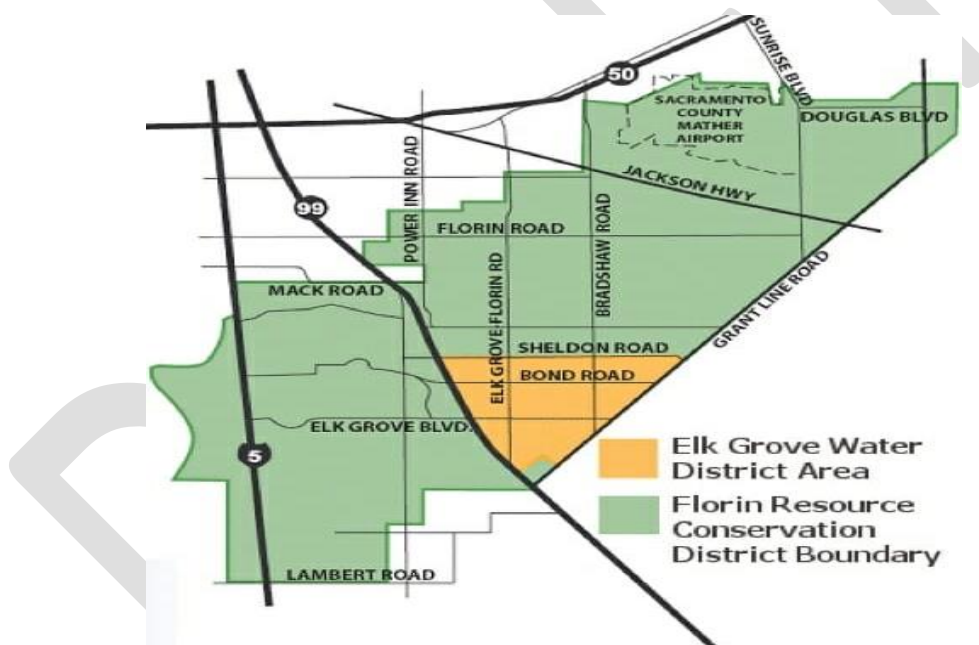 SUNRISE BLVD
50
SACRAMENTO
COUNTY
MATHER
AIRPORT
DOUGLAS BLVD
POWER INN ROAD
JACKSON HWY
99
BRADSHAW ROAD
FLORIN ROAD
ELK GROVE-FLORIN RD
GRANT LINE ROAD
MACK ROAD
SHELDON ROAD
BOND ROAD
ELK GROVE BLVD.
5
Elk Grove Water
District Area
Florin Resource
Conservation
District Boundary
LAMBERT ROAD